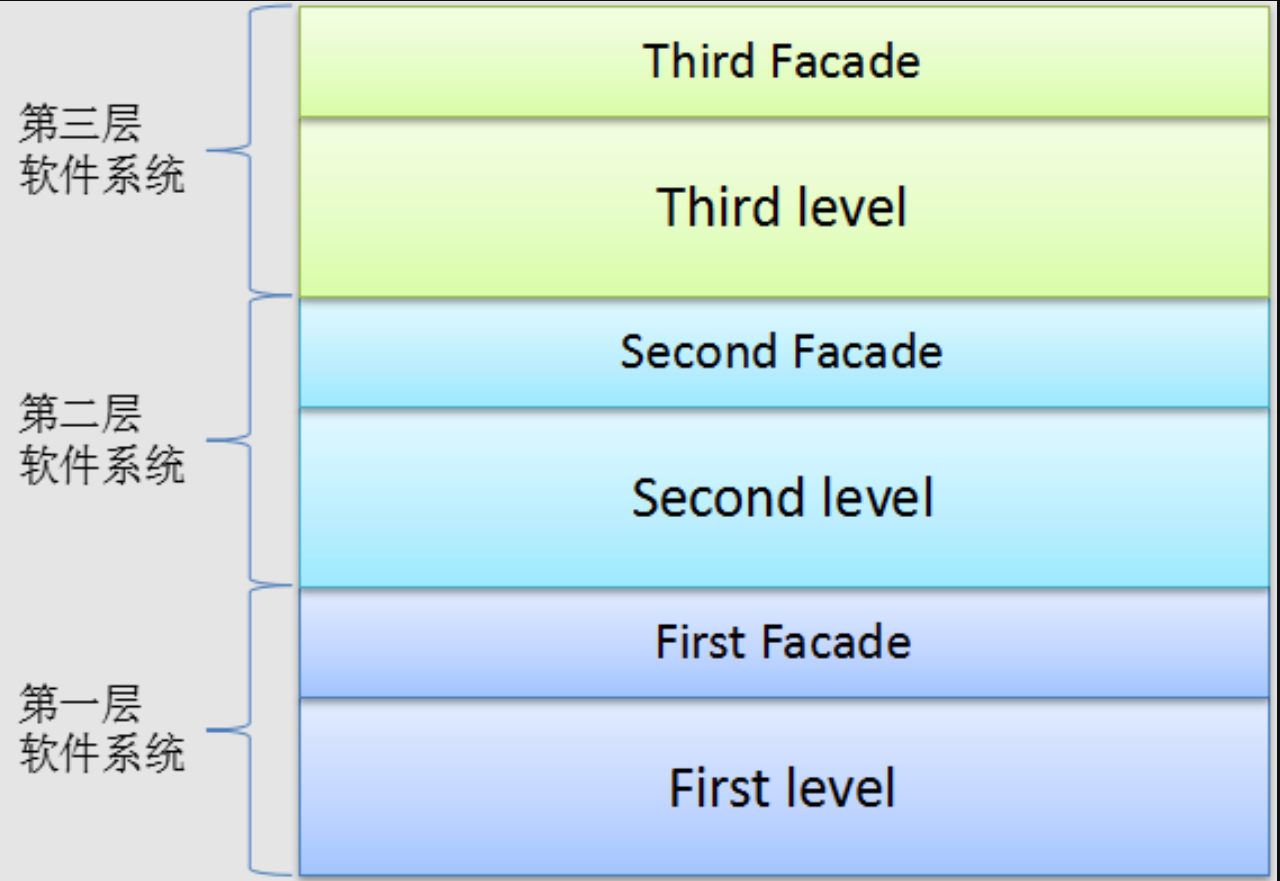 Third Facade
第三层
软件系统
Third level
Second Facade
第二层
软件系统
Second level
First Facade
第一层
软件系统
First level